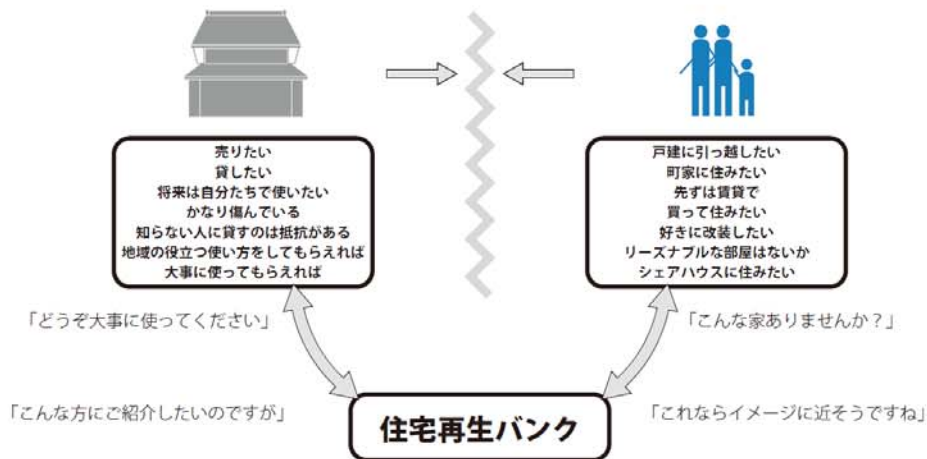 売りたい
貸したい
将来は自分たちで使いたい
かなり傷んでいる
知らない人に貸すのは抵抗がある
地域の役立つ使い方をしてもらえれば
大事に使ってもらえれば
戸建に引っ越したい
町家に住みたい
先ずは賃貸で
買って住みたい
好きに改装したい
リーズナブルな部屋はないか
シェアハウスに住みたい
「どうぞ大事に使ってください」
「こんな家ありませんか？」
「こんな方にご紹介したいのですが」
住宅再生バンク
「これならイメージに近そうですね」